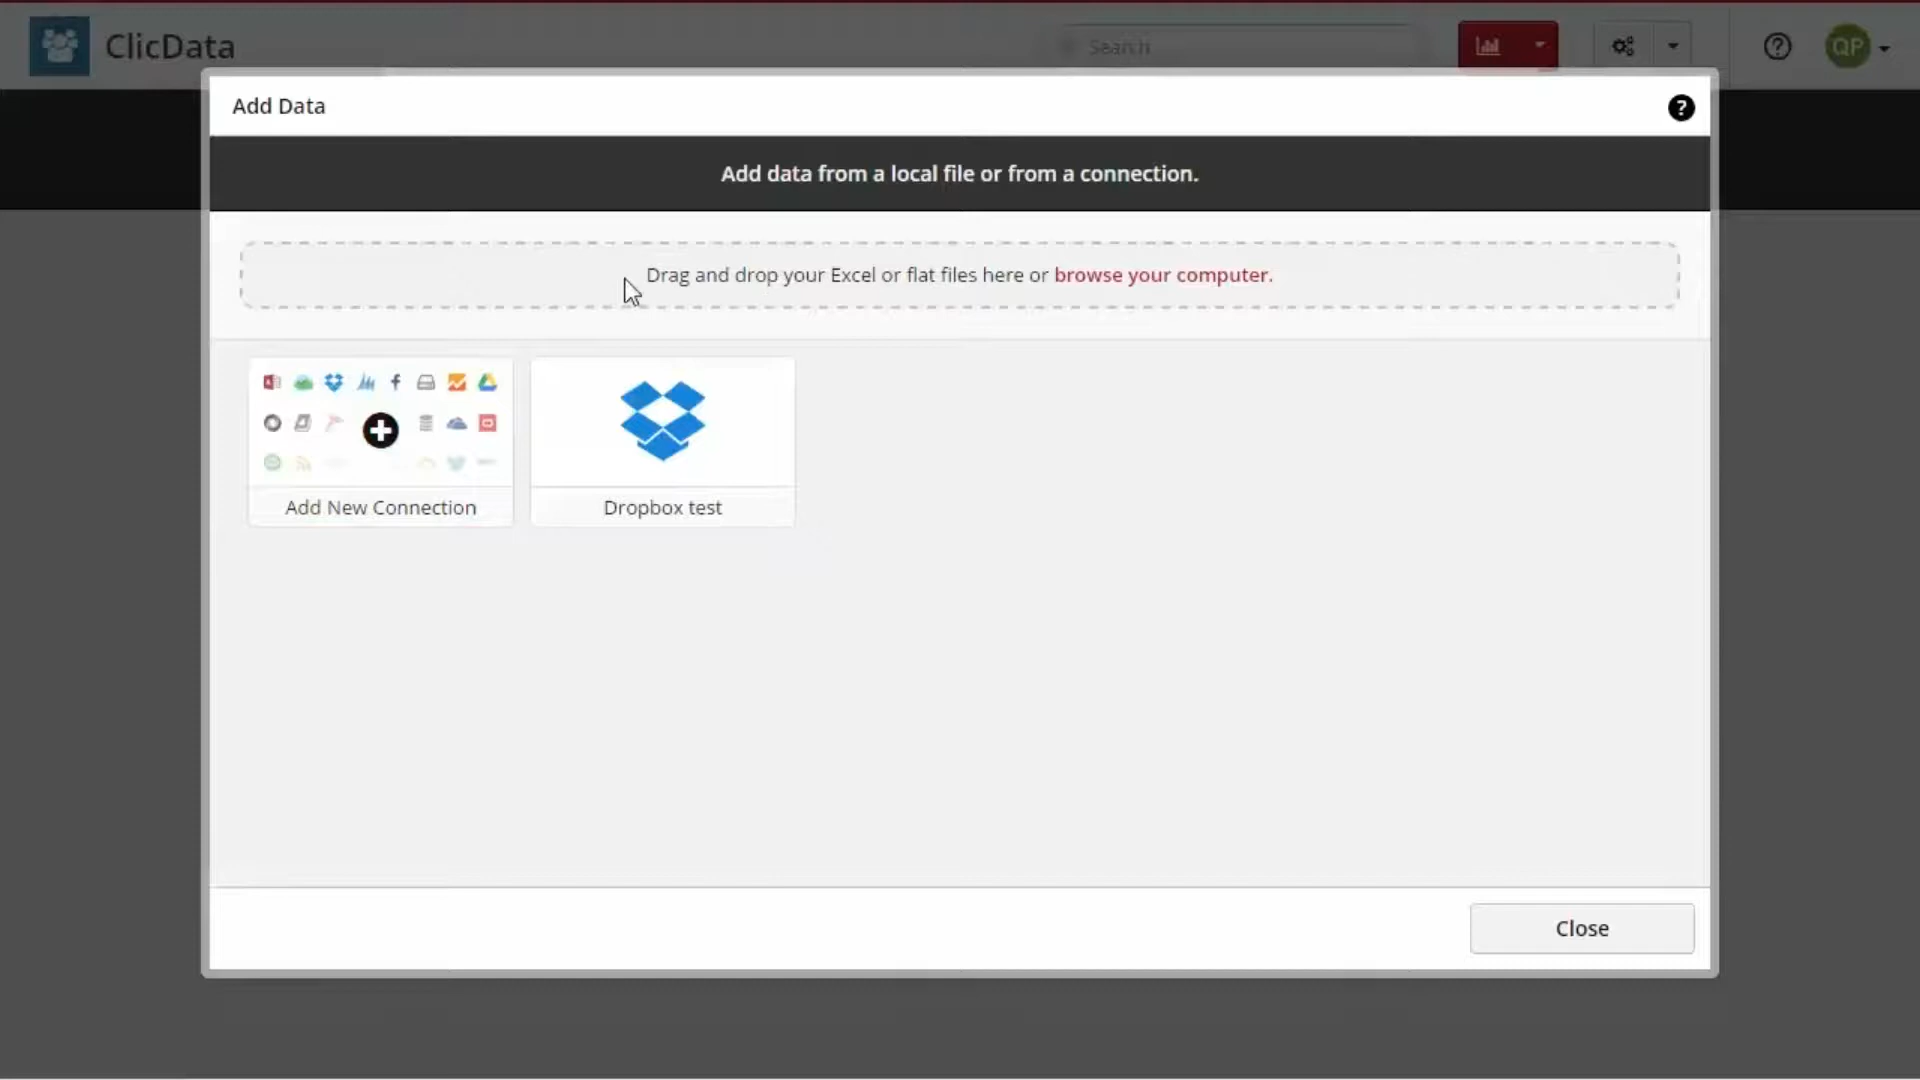 ClicData
Search
QP
Add Data
?
Add data from a local file or from a connection.
Drag and drop your Excel or flat files here or browse your computer.
Add New Connection
Dropbox test
Close